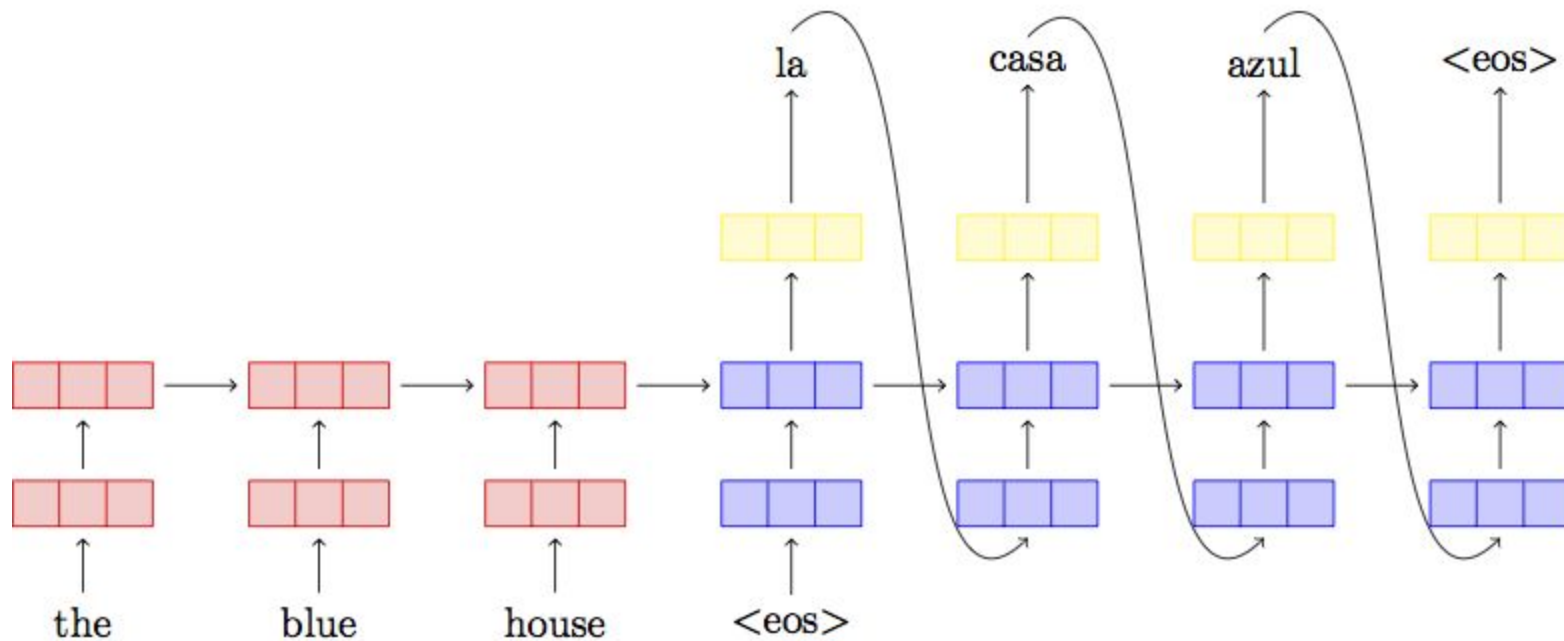 la casa azul <eos>
the blue house <eos>